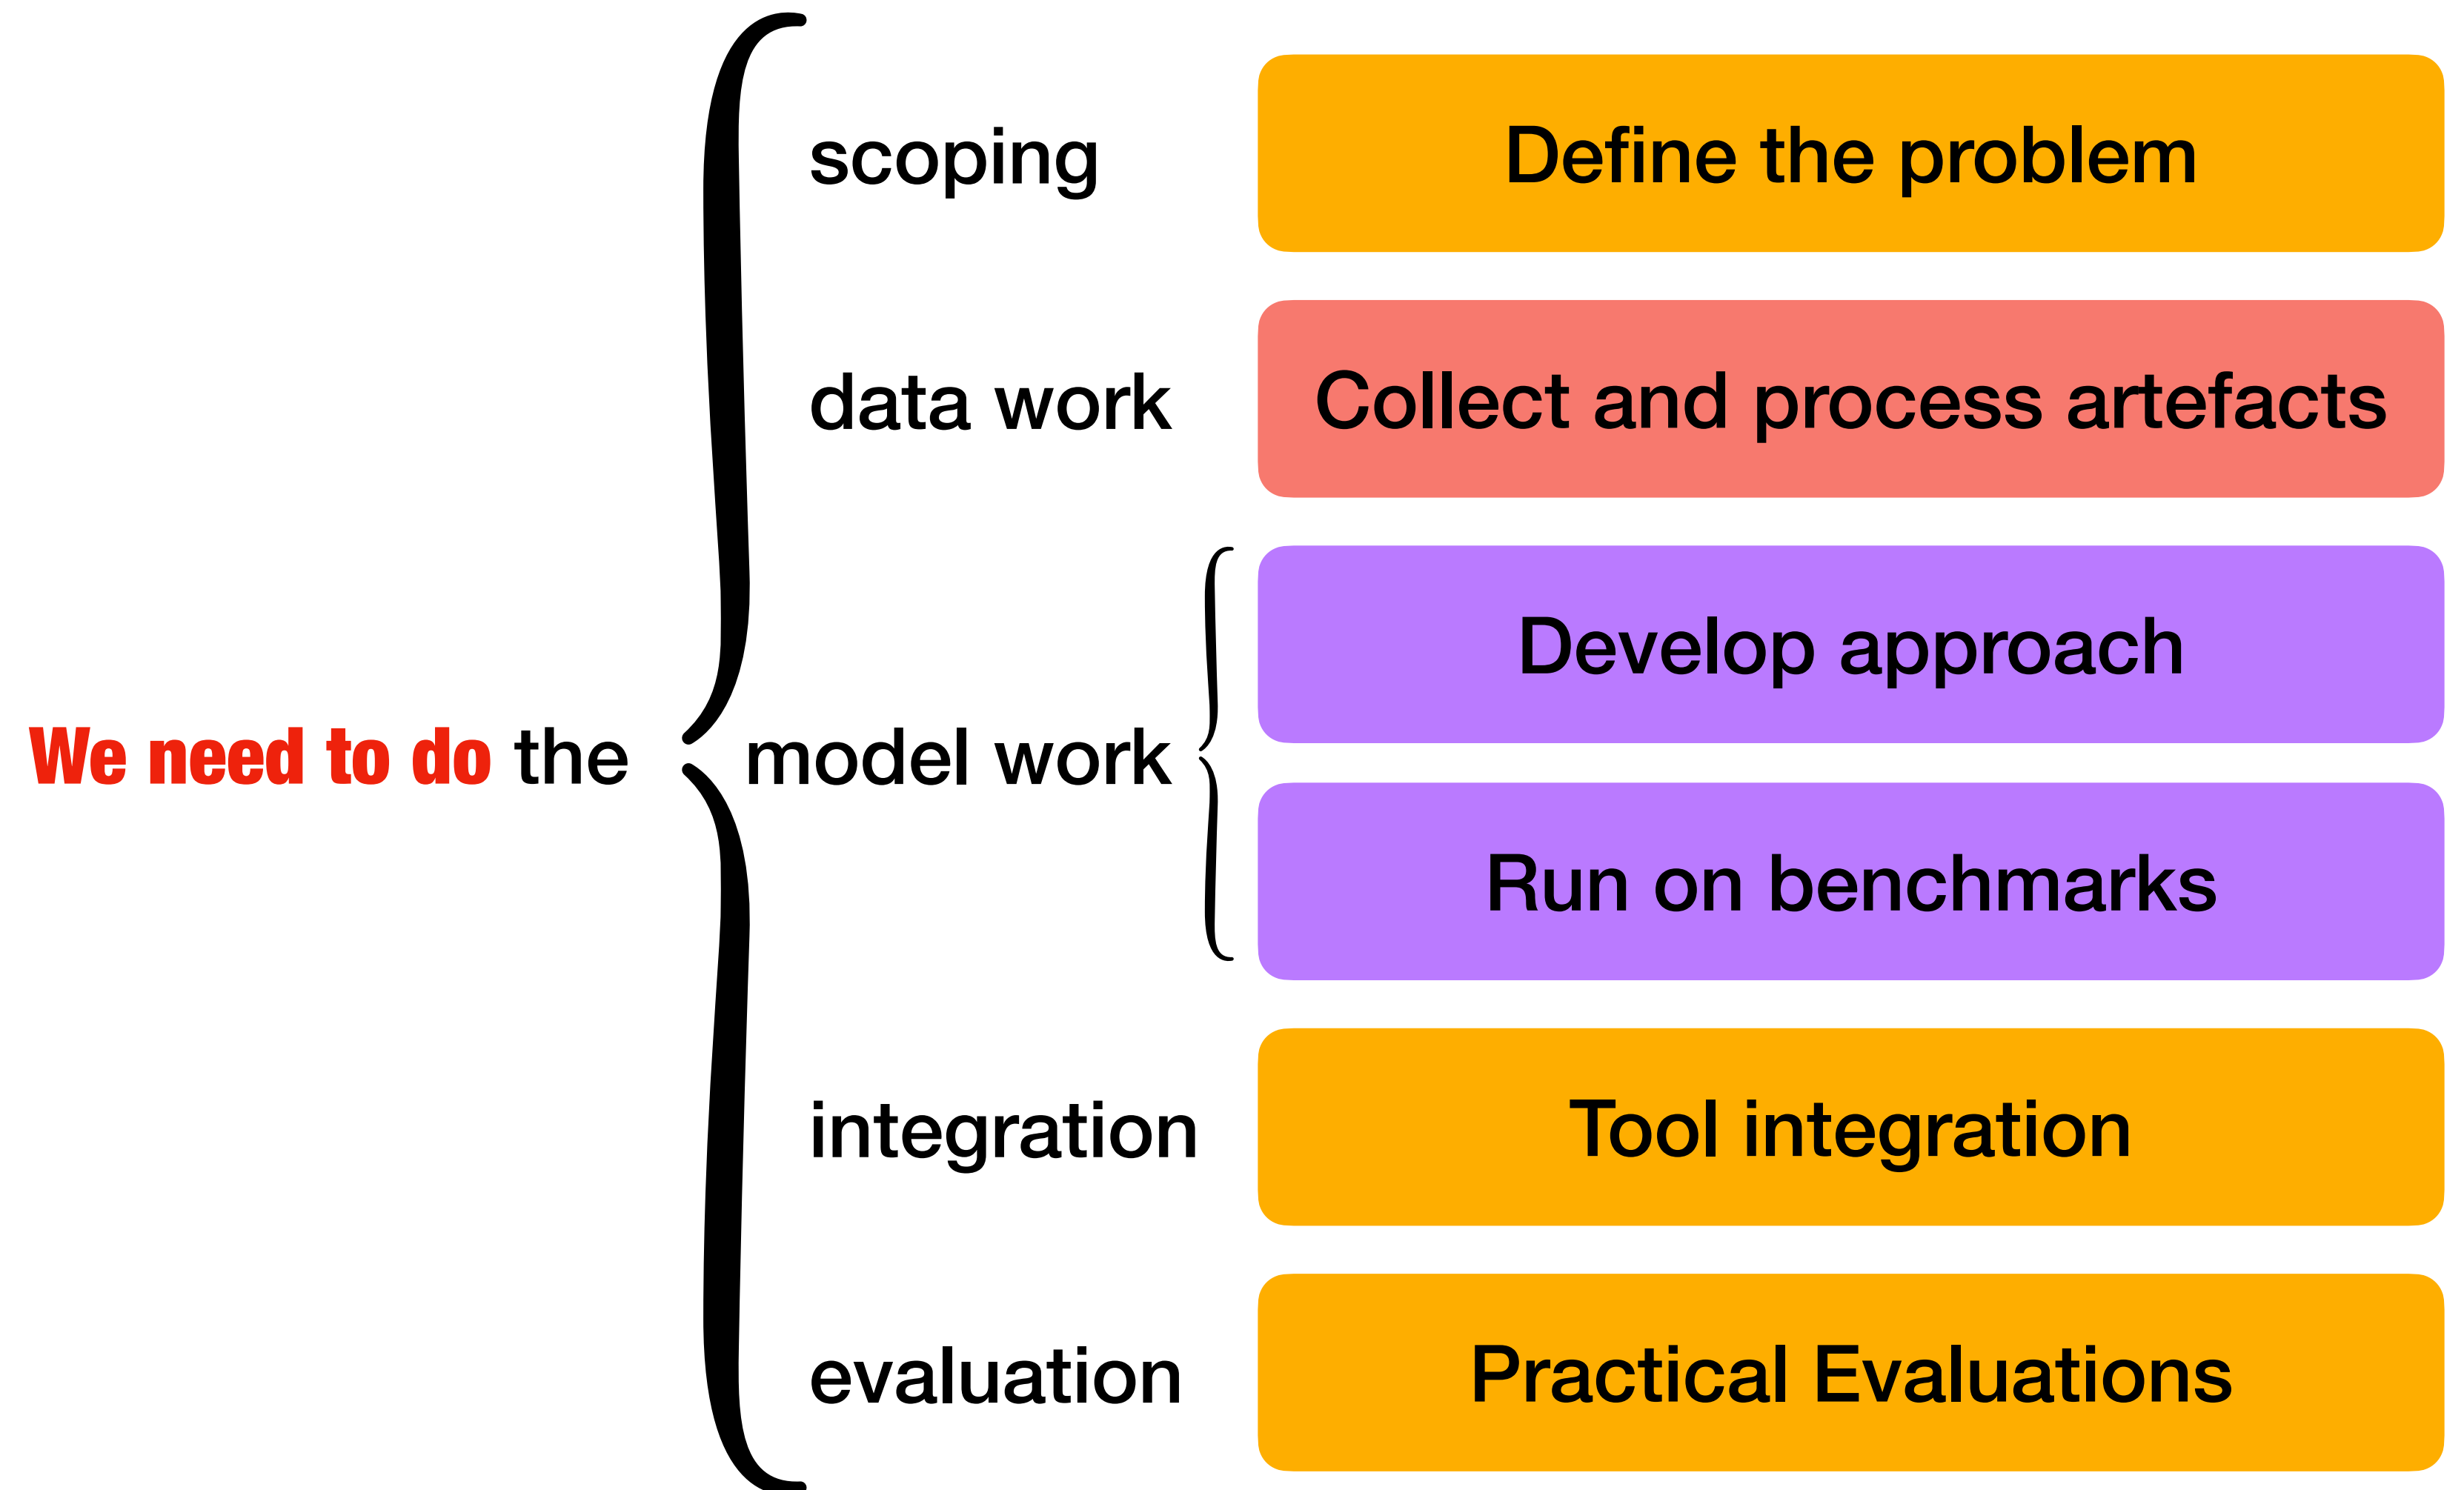 scoping
Define the problem
data work
Collect and process artefacts
Develop approach
We need to do the
model work
Run on benchmarks
integration
Tool integration
evaluation
Practical Evaluations